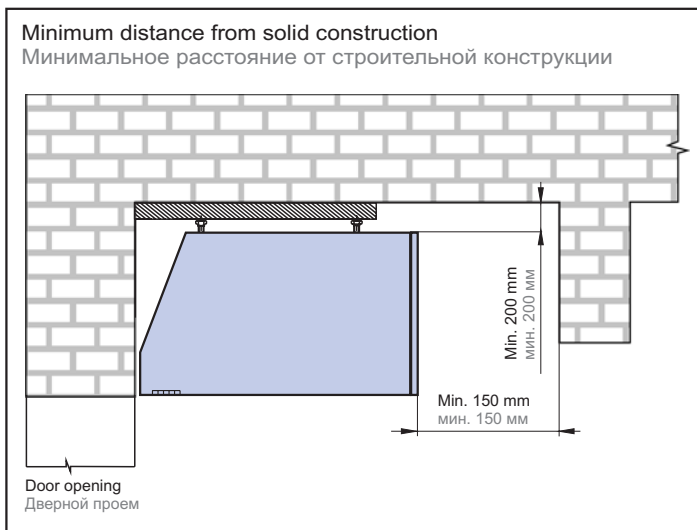 Minimum distance from solid construction
Минимальное расстояние от строительной конструкции
Min. 200 mm
мин. 200 мм
Min. 150 mm
мин. 150 мм
Door opening
Дверной проем